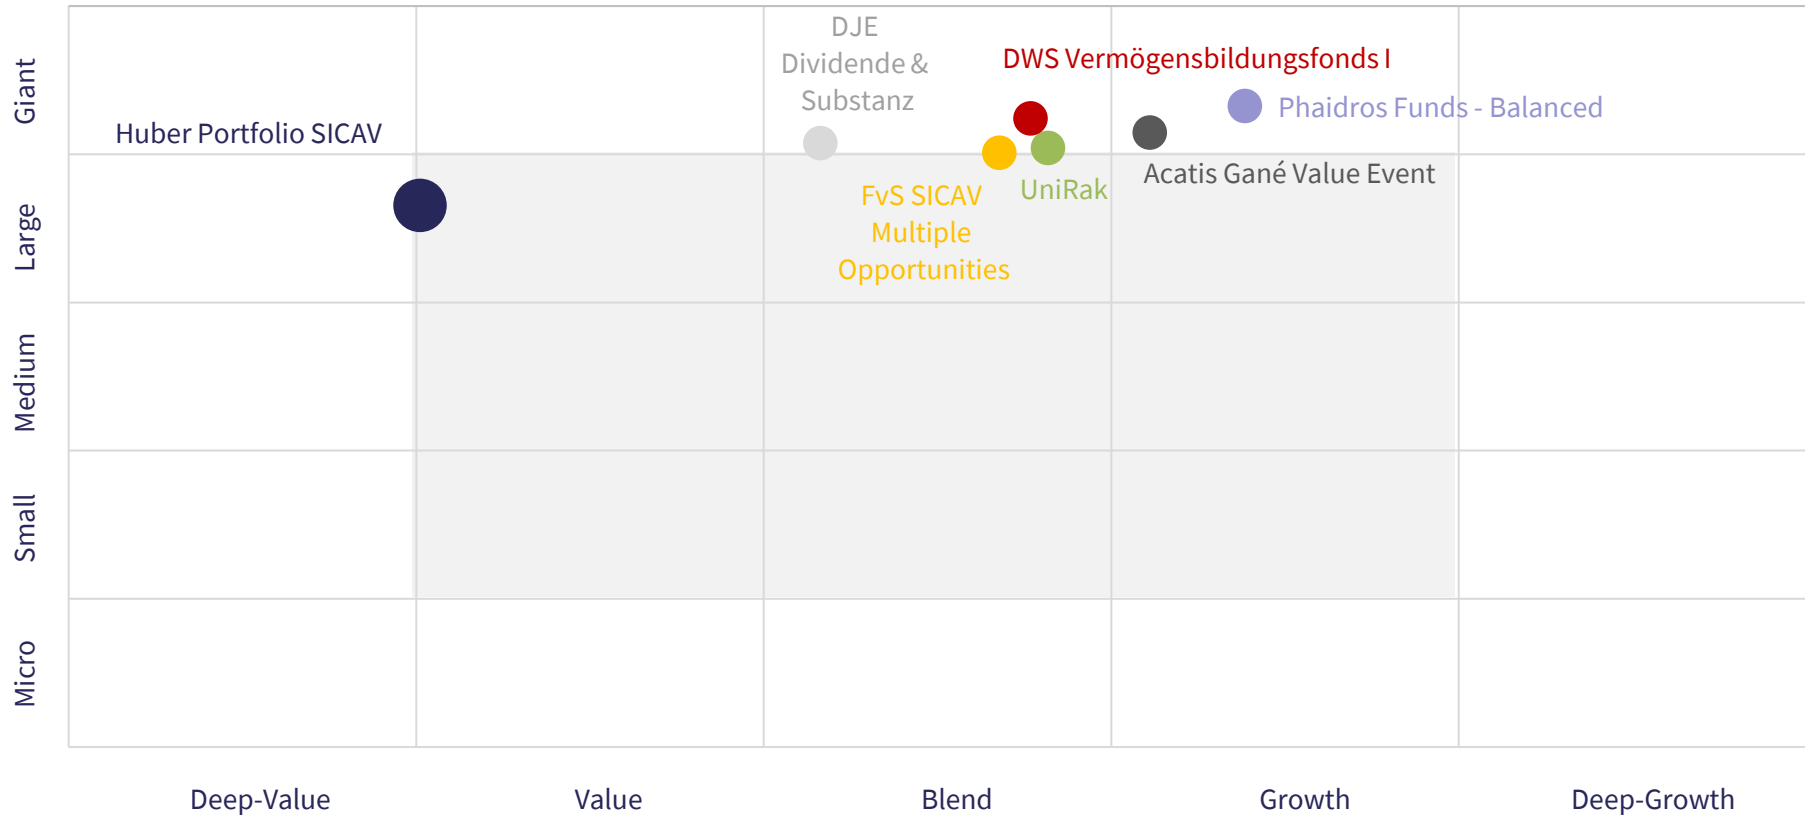 DJE
Dividende &
Substanz
DWS Vermögensbildungsfonds I
Phaidros Funds - Balanced
Huber Portfolio SICAV
Acatis Gané Value Event
FvS SICAV
Multiple
Opportunities
UniRak
Giant
Large
Medium
Small
Micro
Deep-Value
Value
Blend
Growth
Deep-Growth